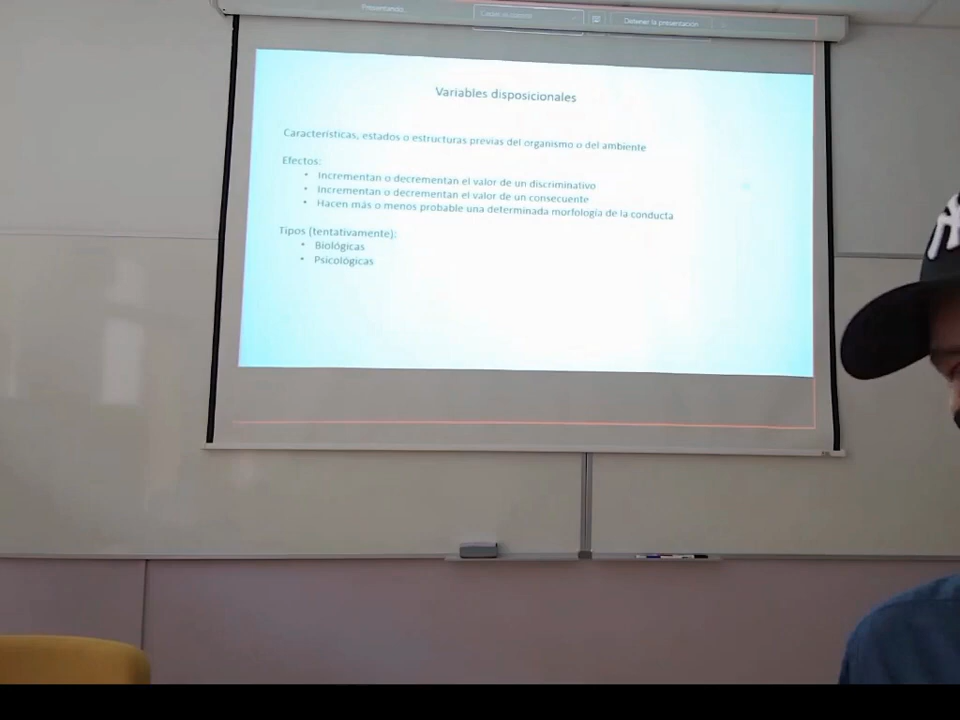 Presentando...
Detener la presentación
Variables disposicionales
Características, estados o estructuras previas del organismo o del ambiente
Efectos:
• Incrementan o decrementan el valor de un discriminativo
• Incrementan o decrementan el valor de un consecuente
• Hacen más o menos probable una determinada morfología de la conducta
Tipos (tentativamente):
• Biológicas
• Psicológicas